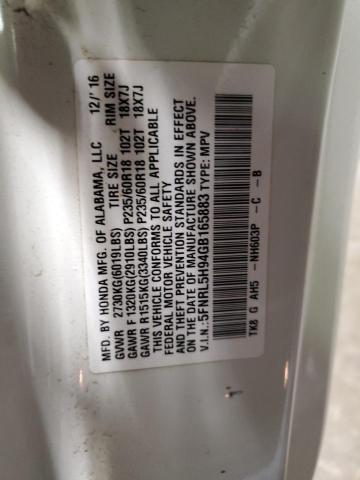 MFD. BY HONDA MFG. OF ALABAMA, LLC 12/'16
TIRE SIZE RIM SIZE
GVWR 2730KG(6019LBS)
GAWR F 1320KG(2910LBS) P235/60R18 102T 18X7J
GAWR R 1515KG(3340LBS) P235/60R18 102T 18X7J
THIS VEHICLE CONFORMS TO ALL APPLICABLE
FEDERAL MOTOR VEHICLE SAFETY
AND THEFT PREVENTION STANDARDS IN EFFECT
ON THE DATE OF MANUFACTURE SHOWN ABOVE.
V.I.N.: 5FNRL5H94GB165883 TYPE: MPV
TK8 G AH5 - NH603P - C - B